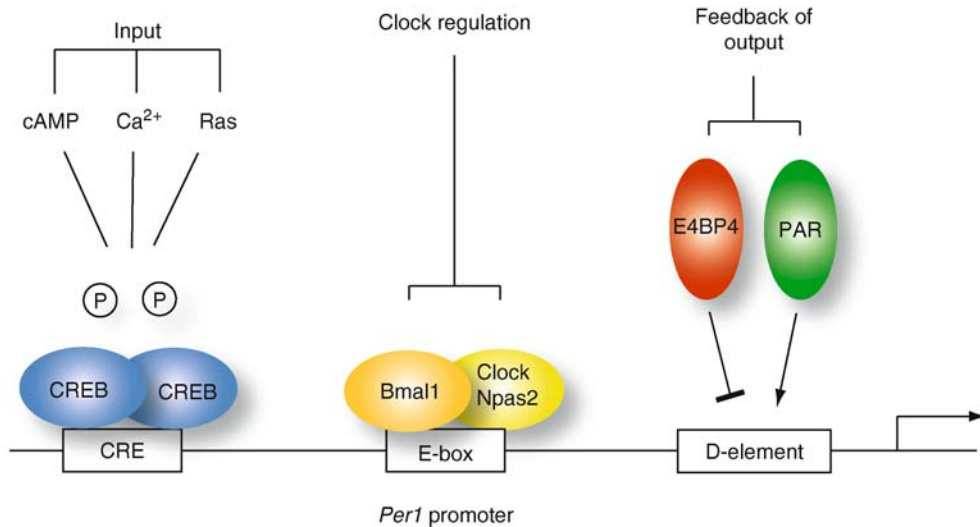 Input
cAMP
Ca²⁺
Ras
P
P
CREB
CREB
CRE
Clock regulation
Bmal1
Clock
Npas2
E-box
Feedback of
output
E4BP4
PAR
D-element
Per1 promoter